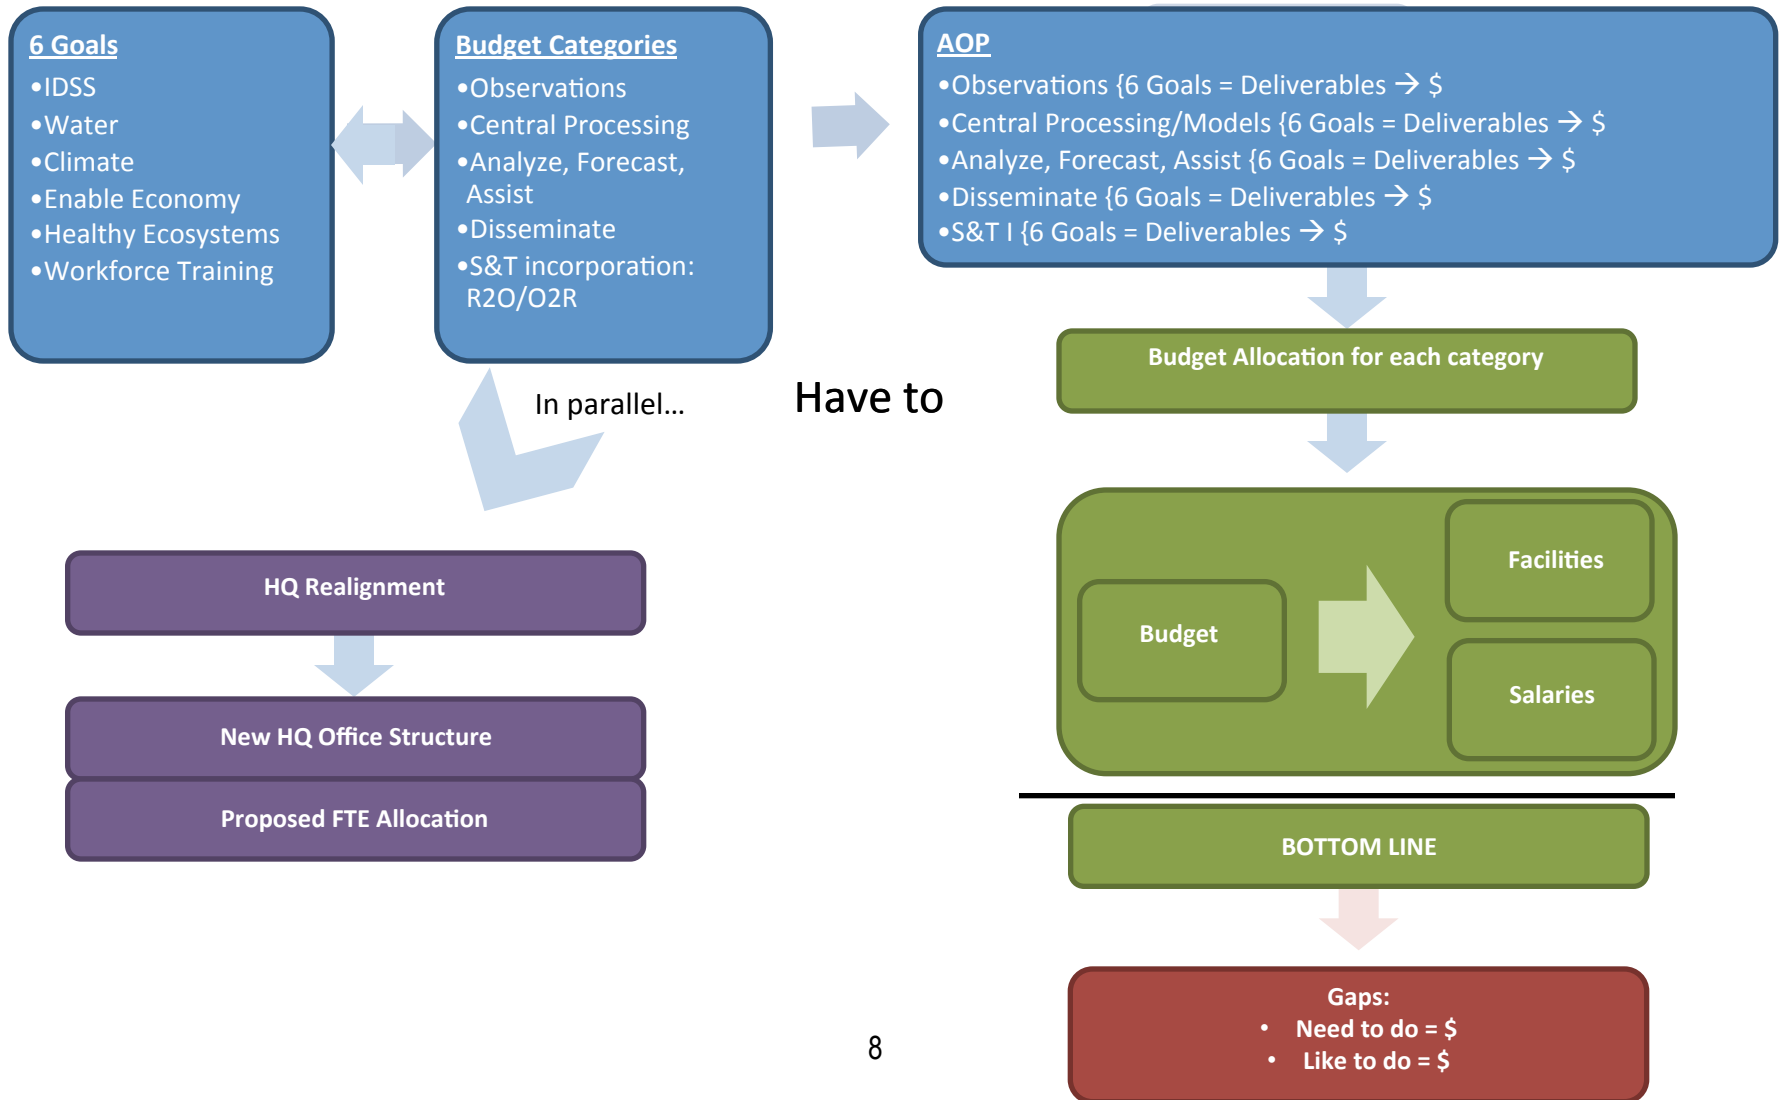 6 Goals
•IDSS
•Water
•Climate
•Enable Economy
•Healthy Ecosystems
•Workforce Training
Budget Categories
•Observations
•Central Processing
•Analyze, Forecast,
Assist
•Disseminate
•S&T incorporation:
R2O/O2R
AOP
•Observations {6 Goals = Deliverables → $
•Central Processing/Models {6 Goals = Deliverables → $
•Analyze, Forecast, Assist {6 Goals = Deliverables → $
•Disseminate {6 Goals = Deliverables → $
•S&T I {6 Goals = Deliverables → $
In parallel...
Have to
Budget Allocation for each category
HQ Realignment
New HQ Office Structure
Proposed FTE Allocation
Budget
Facilities
Salaries
BOTTOM LINE
Gaps:
• Need to do = $
• Like to do = $
8